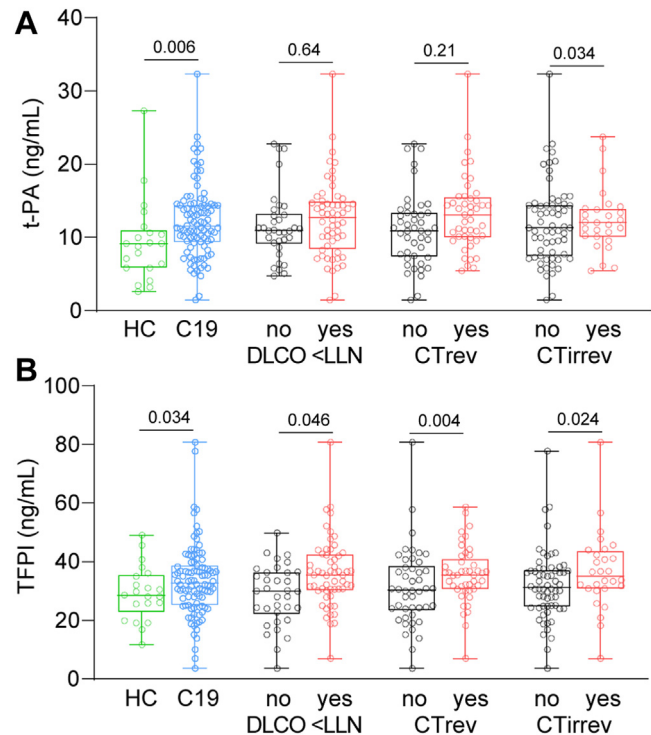 A
0.006 0.64 0.21 0.034
40
30
20
10
0
t-PA (ng/mL)
HC C19 no yes no yes no yes
DLCO <LLN CTrev CTirrev
B
100
80
60
40
20
0
TFPI (ng/mL)
0.034 0.046 0.004 0.024
HC C19 no yes no yes no yes
DLCO <LLN CTrev CTirrev